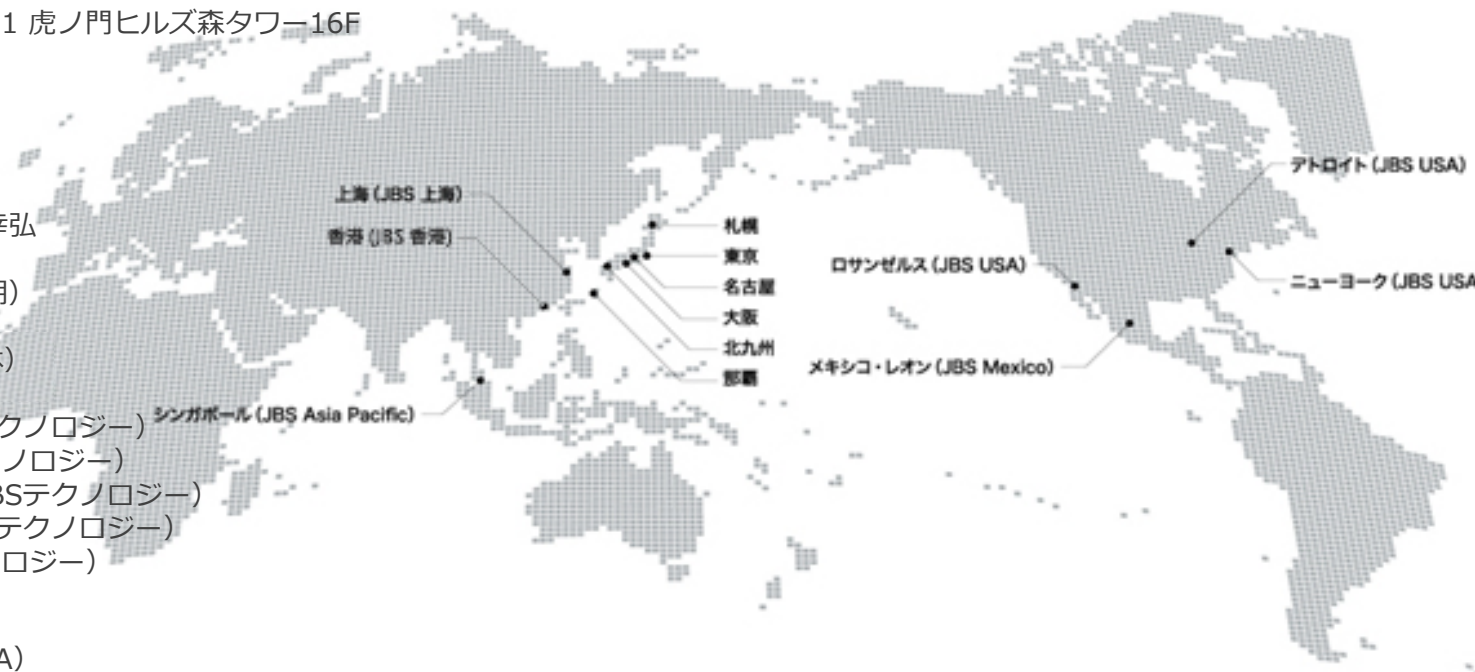 1 虎ノ門ヒルズ森タワー16F
デトロイト (JBS USA)
上海 (JBS 上海)
幸弘
札幌
香港 (JBS 香港)
東京
ロサンゼルス (JBS USA)
名古屋
ニューヨーク (JBS USA
大阪
北九州
メキシコ・レオン (JBS Mexico)
那覇
シンガポール (JBS Asia Pacific)
クノロジー)
ノロジー)
BSテクノロジー)
テクノロジー)
ロジー)
A)